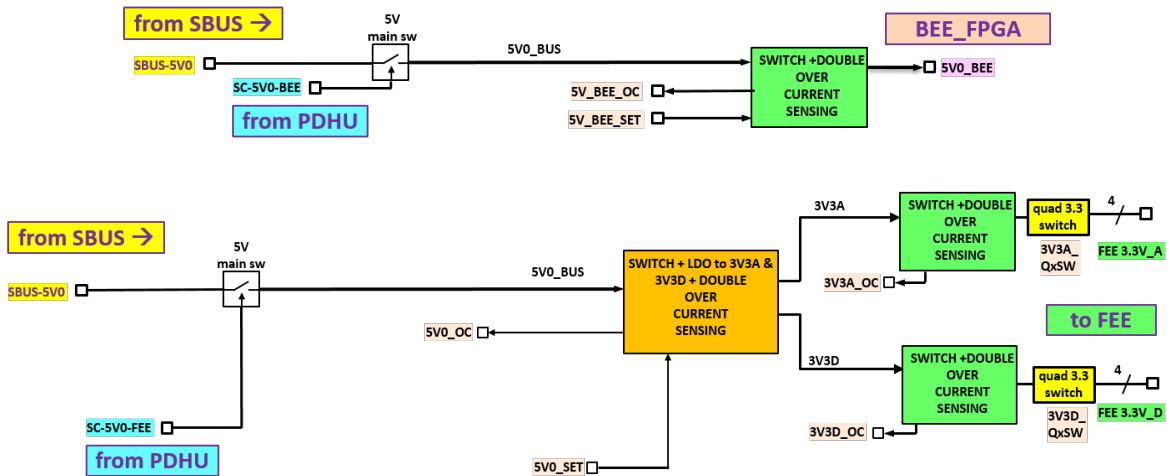 from SBUS →
5V
main sw
SBUS-5V0
SC-5V0-BEE
from PDHU
5V0_BUS
5V_BEE_OC
5V_BEE_SET
SWITCH +DOUBLE
OVER
CURRENT
SENSING
BEE_FPGA
5V0_BEE
from SBUS →
5V
main sw
SBUS-5V0
SC-5V0-FEE
from PDHU
5V0_BUS
5V0_OC
5V0_SET
SWITCH + LDO to 3V3A &
3V3D + DOUBLE
OVER
CURRENT
SENSING
3V3A
SWITCH +DOUBLE
OVER
CURRENT
SENSING
3V3A_OC
quad 3.3
switch
3V3A_
QxSW
4
FEE 3.3V_A
to FEE
3V3D
SWITCH +DOUBLE
OVER
CURRENT
SENSING
3V3D_OC
quad 3.3
switch
3V3D_
QxSW
4
FEE 3.3V_D